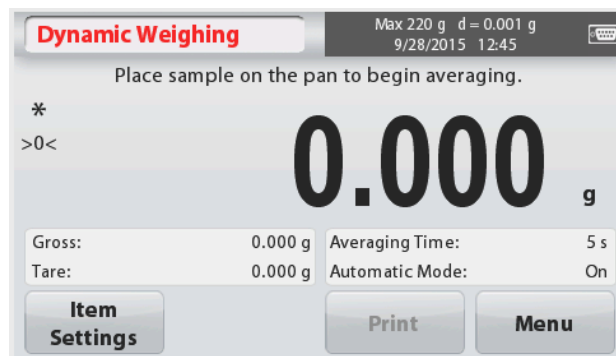 Dynamic Weighing
Max 220 g d = 0.001 g
9/28/2015 12:45
Place sample on the pan to begin averaging.
*
>0<
0.000 g
Gross: 0.000 g
Tare: 0.000 g
Averaging Time: 5 s
Automatic Mode: On
Item
Settings
Print
Menu